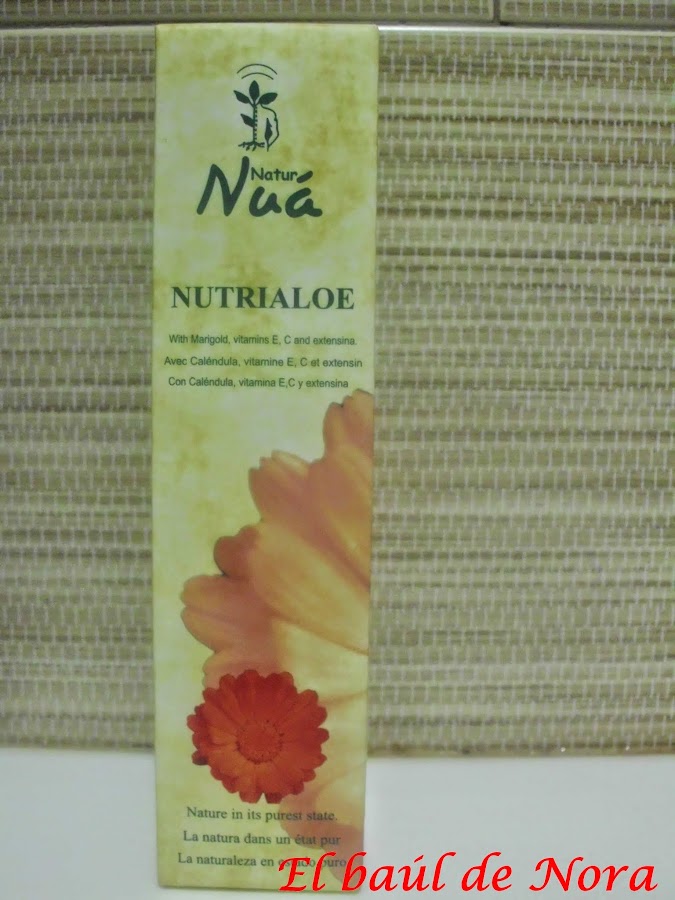 Natur
Nuá
NUTRIALOE
With Marigold, vitamins E, C and extensina.
Avec Caléndula, vitamine E, C et extensin
Con Caléndula, vitamina E,C y extensina
Nature in its purest state.
La natura dans un état pur
La naturaleza en puro
El baúl de Nora